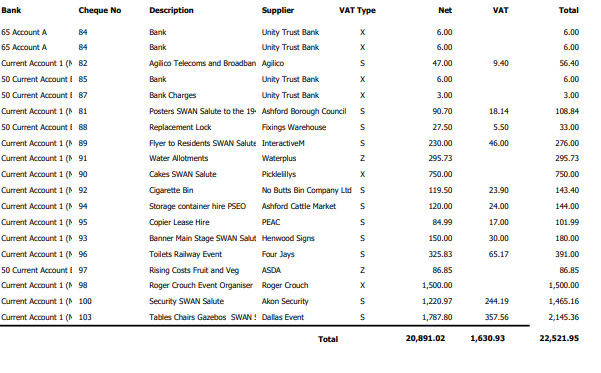 Bank Cheque No Description Supplier VAT Type Net VAT Total
65 Account A 84 Bank Unity Trust Bank X 6.00 6.00
65 Account A 84 Bank Unity Trust Bank X 6.00 6.00
Current Account 1 (N 82 Agilico Telecoms and Broadban Agilico S 47.00 9.40 56.40
50 Current Account E 85 Bank Unity Trust Bank X 6.00 6.00
50 Current Account E 87 Bank Charges Unity Trust Bank X 3.00 3.00
Current Account 1 (N 81 Posters SWAN Salute to the 194 Ashford Borough Council S 90.70 18.14 108.84
50 Current Account E 88 Replacement Lock Fixings Warehouse S 27.50 5.50 33.00
Current Account 1 (N 89 Flyer to Residents SWAN Salute InteractiveM S 230.00 46.00 276.00
Current Account 1 (N 91 Water Allotments Waterplus Z 295.73 295.73
Current Account 1 (N 90 Cakes SWAN Salute Picklelillys X 750.00 750.00
Current Account 1 (N 92 Cigarette Bin No Butts Bin Company Ltd S 119.50 23.90 143.40
Current Account 1 (N 94 Storage container hire PSEO Ashford Cattle Market S 120.00 24.00 144.00
Current Account 1 (N 95 Copier Lease Hire PEAC S 84.99 17.00 101.99
Current Account 1 (N 93 Banner Main Stage SWAN Salut Henwood Signs S 150.00 30.00 180.00
Current Account 1 (N 96 Toilets Railway Event Four Jays S 325.83 65.17 391.00
50 Current Account E 97 Rising Costs Fruit and Veg ASDA Z 86.85 86.85
Current Account 1 (N 98 Roger Crouch Event Organiser Roger Crouch X 1,500.00 1,500.00
Current Account 1 (N 100 Security SWAN Salute Akon Security S 1,220.97 244.19 1,465.16
Current Account 1 (N 103 Tables Chairs Gazebos SWAN S Dallas Event S 1,787.80 357.56 2,145.36
Total 20,891.02 1,630.93 22,521.95